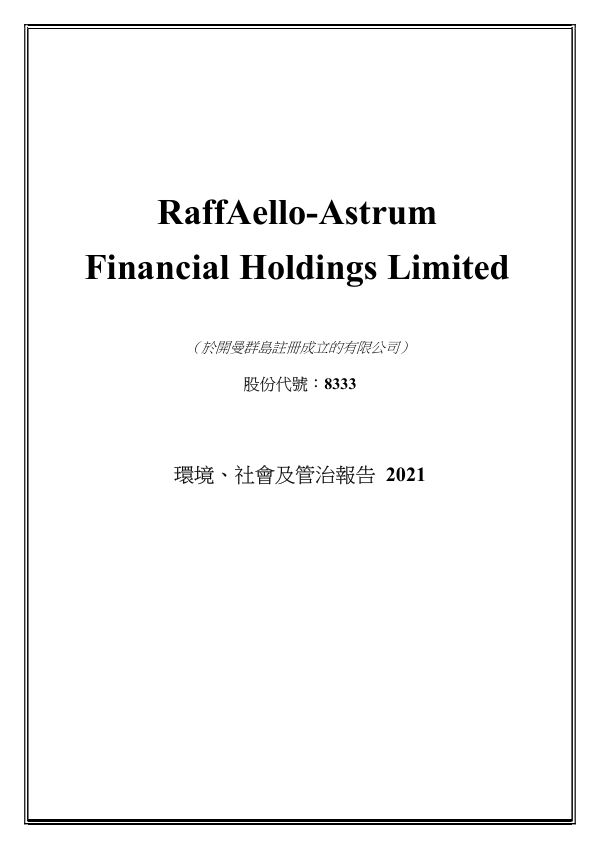 RaffAello-Astrum
Financial Holdings Limited
（於開曼群島註冊成立的有限公司）
股份代號：8333
環境、社會及管治報告 2021